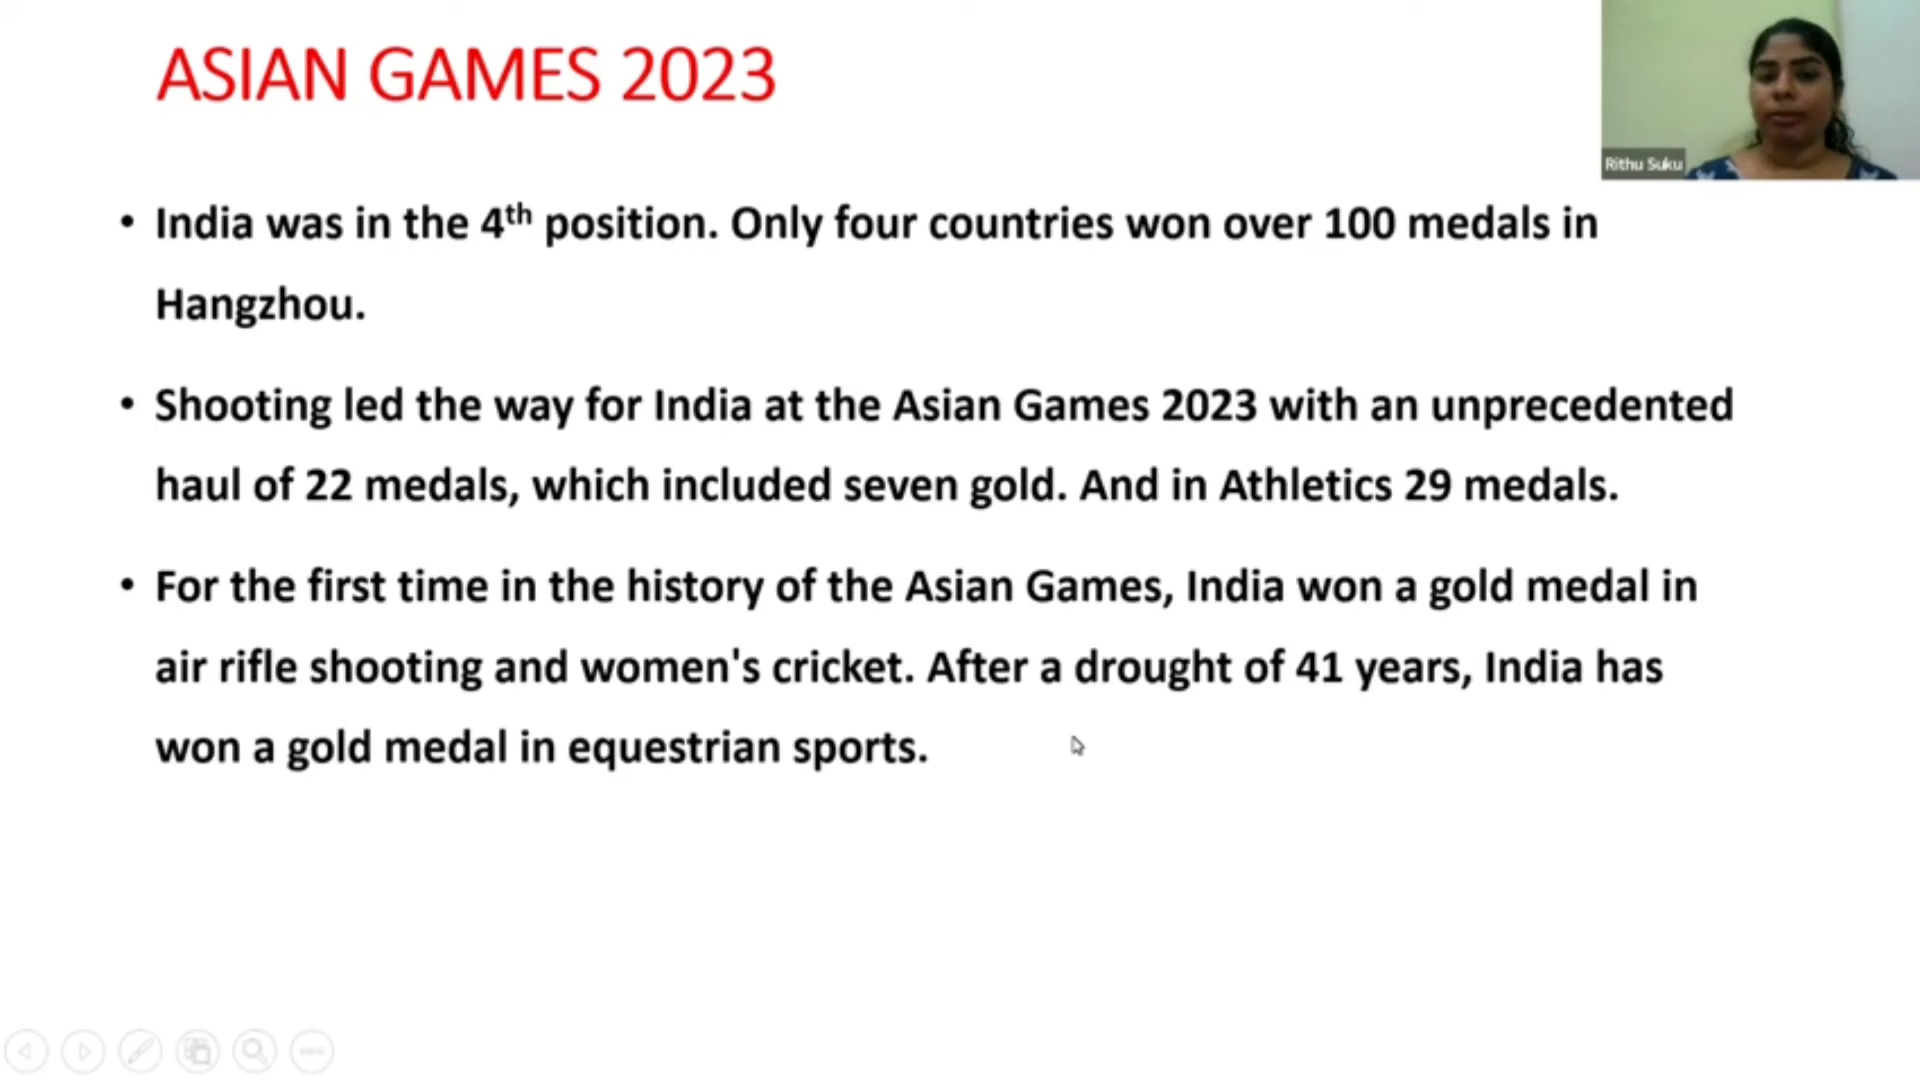 ASIAN GAMES 2023
Rithu Suku
• India was in the 4th position. Only four countries won over 100 medals in
Hangzhou.
• Shooting led the way for India at the Asian Games 2023 with an unprecedented
haul of 22 medals, which included seven gold. And in Athletics 29 medals.
• For the first time in the history of the Asian Games, India won a gold medal in
air rifle shooting and women's cricket. After a drought of 41 years, India has
won a gold medal in equestrian sports.